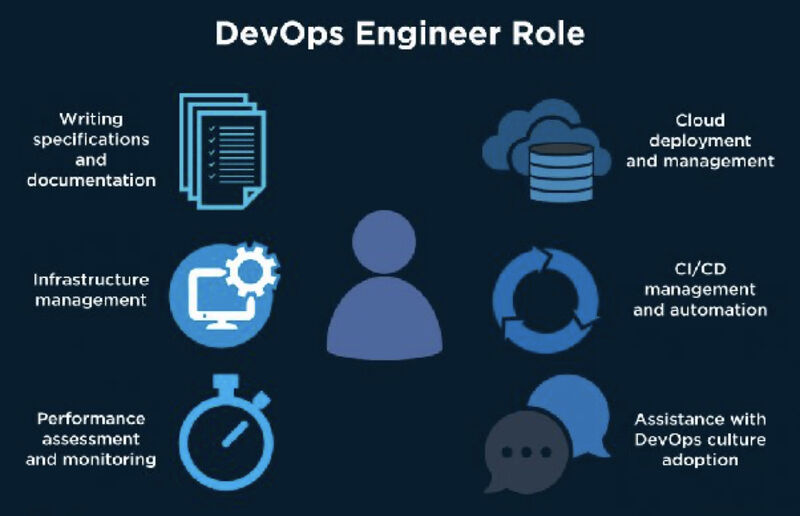 DevOps Engineer Role
Writing
specifications
and
documentation
Infrastructure
management
Performance
assessment
and monitoring
Cloud
deployment
and management
CI/CD
management
and automation
Assistance with
DevOps culture
adoption